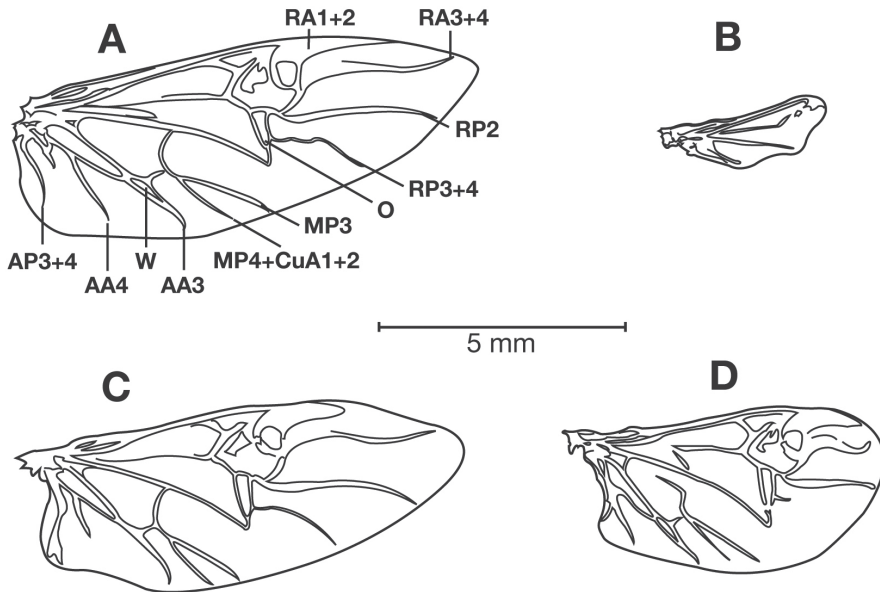 RA1+2 RA3+4
A B
RP2
RP3+4
O
MP3
AP3+4 W MP4+CuA1+2
AA4 AA3
5 mm
C D